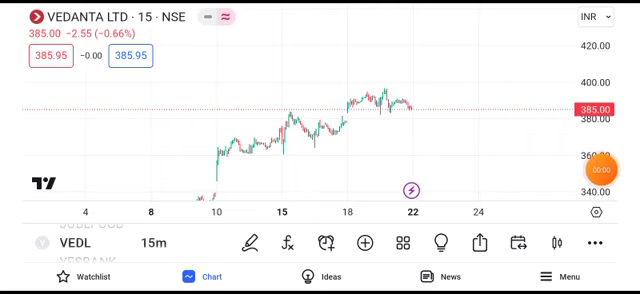 VEDANTA LTD · 15 · NSE
INR
385.00 −2.55 (−0.66%)
385.95 −0.00 385.95
420.00
400.00
385.00
380.00
360.00
00:00
340.00
4 8 10 15 18 22 24
V VEDL 15m
YESBANK
Watchlist Chart Ideas News Menu